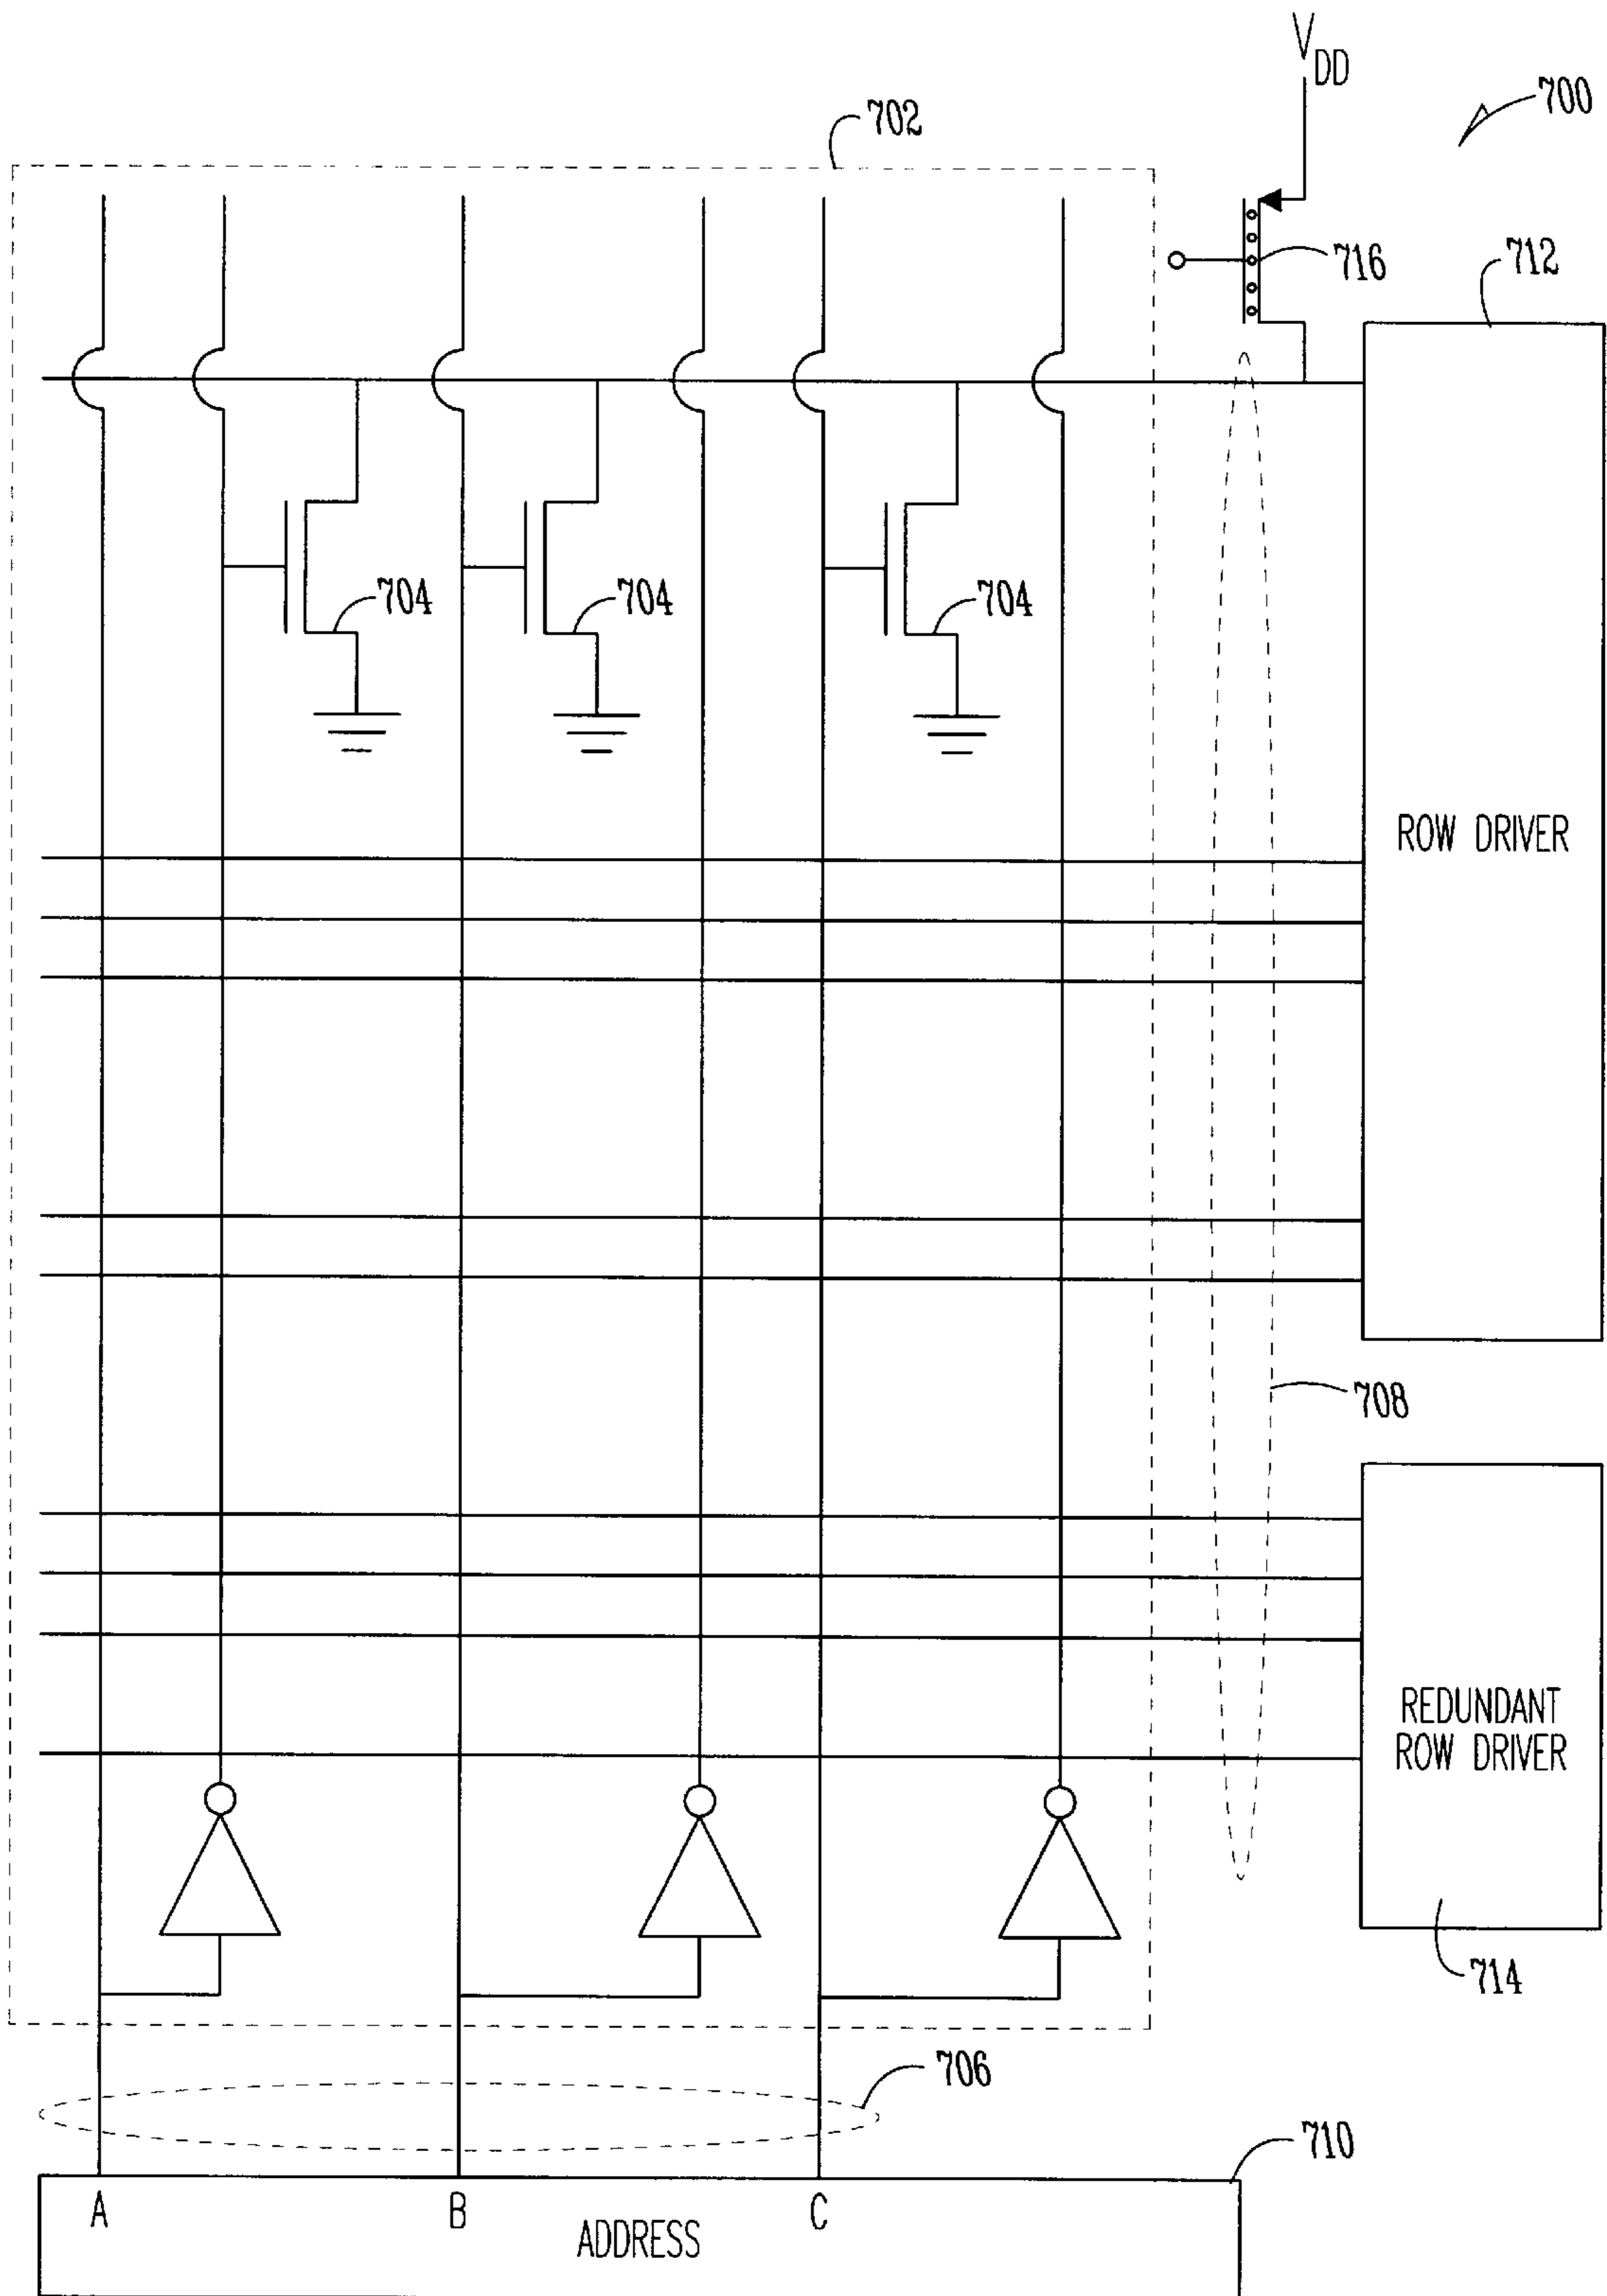 V
DD
700
702
716
712
704
704
704
ROW DRIVER
708
REDUNDANT
ROW DRIVER
714
706
710
A
B
C
ADDRESS